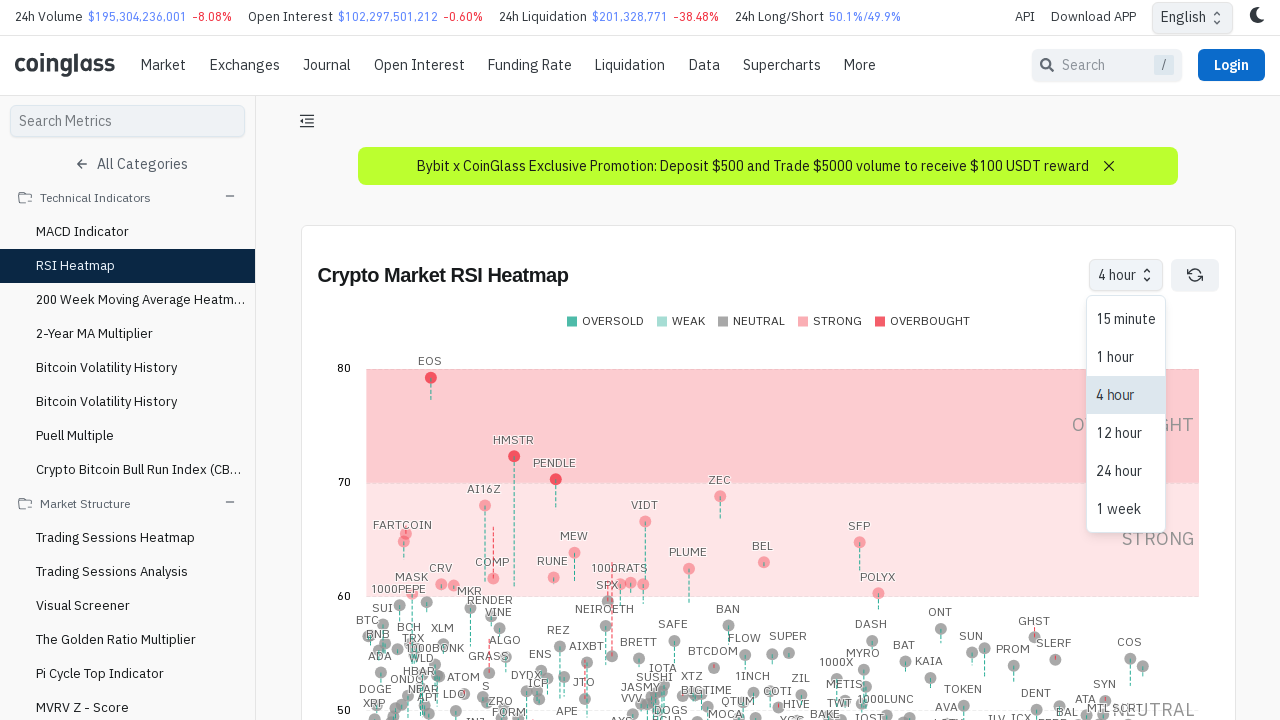 24h Volume $195,304,236,001 -8.08% Open Interest $102,297,501,212 -0.60% 24h Liquidation $201,328,771 -38.48% 24h Long/Short 50.1%/49.9% API Download APP English
coinglass Market Exchanges Journal Open Interest Funding Rate Liquidation Data Supercharts More Search / Login
Search Metrics
All Categories
Technical Indicators
MACD Indicator
RSI Heatmap
200 Week Moving Average Heatm...
2-Year MA Multiplier
Bitcoin Volatility History
Bitcoin Volatility History
Puell Multiple
Crypto Bitcoin Bull Run Index (CB...
Market Structure
Trading Sessions Heatmap
Trading Sessions Analysis
Visual Screener
The Golden Ratio Multiplier
Pi Cycle Top Indicator
MVRV Z - Score
Bybit x CoinGlass Exclusive Promotion: Deposit $500 and Trade $5000 volume to receive $100 USDT reward
Crypto Market RSI Heatmap
4 hour
15 minute
1 hour
4 hour
12 hour
24 hour
1 week
OVERSOLD WEAK NEUTRAL STRONG OVERBOUGHT
EOS
80
HMSTR
PENDLE
70
ZEC
AI16Z
VIDT
FARTCOIN
SFP
STRONG
MEW
BEL
PLUME
RUNE
COMP
CRV
1000RATS
MASK
POLYX
1000PEPE
MKR
SPX
60
RENDER
SUI
VINE
NEIROETH
BAN
ONT
BTC
BCH
XLM
REZ
SAFE
DASH
GHST
BNB
TRX
ALGO
FLOW
SUPER
SUN
1000BONK
AIXBT
BRETT
BAT
SLERF
COS
ADA
WLD
GRASS
ENS
BTCDOM
MYRO
PROM
KAIA
1000X
HBAR
IOTA
ONDO
ATOM
DYDX
ICP
JTO
SUSHI
XTZ
1INCH
ZIL
METIS
SYN
DOGE
NEAR
S
JASMY
BIGTIME
COTI
TOKEN
DENT
XRP
APT
LDO
ZRO
VVV
QTUM
HIVE
TWT
1000LUNC
ATA
50
FORM
APE
DOGS
MOCA
BAKE
IOST
AVA
BAL
NEUTRAL